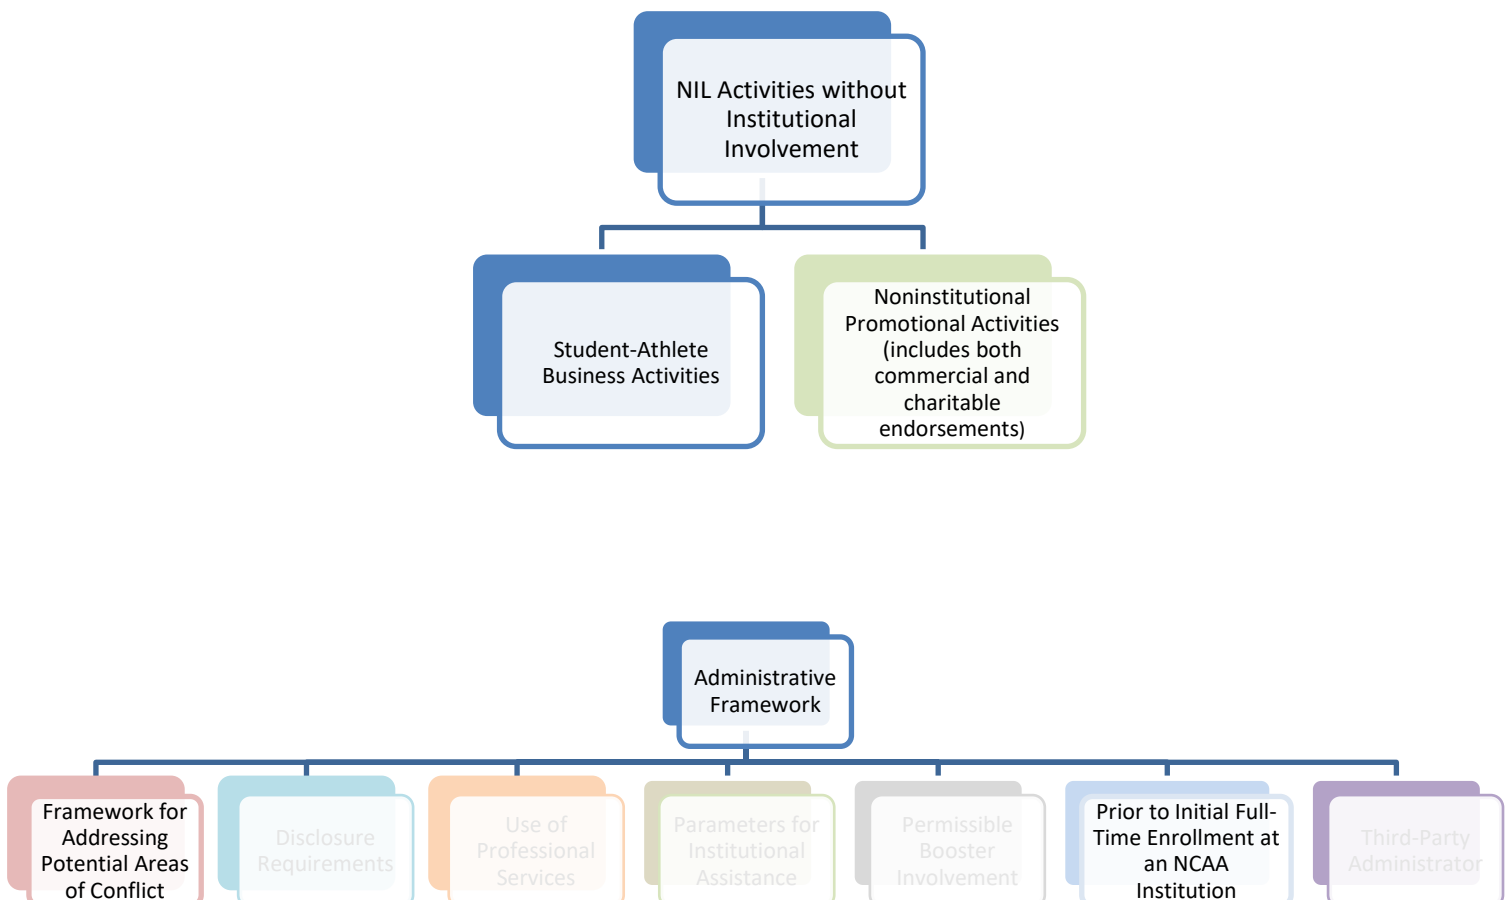 NIL Activities without
Institutional
Involvement
Student-Athlete
Business Activities
Noninstitutional
Promotional Activities
(includes both
commercial and
charitable
endorsements)
Administrative
Framework
Framework for
Addressing
Potential Areas
of Conflict
Disclosure
Requirements
Use of
Professional
Services
Parameters for
Institutional
Assistance
Permissible
Booster
Involvement
Prior to Initial Full-
Time Enrollment at
an NCAA
Institution
Third-Party
Administrator